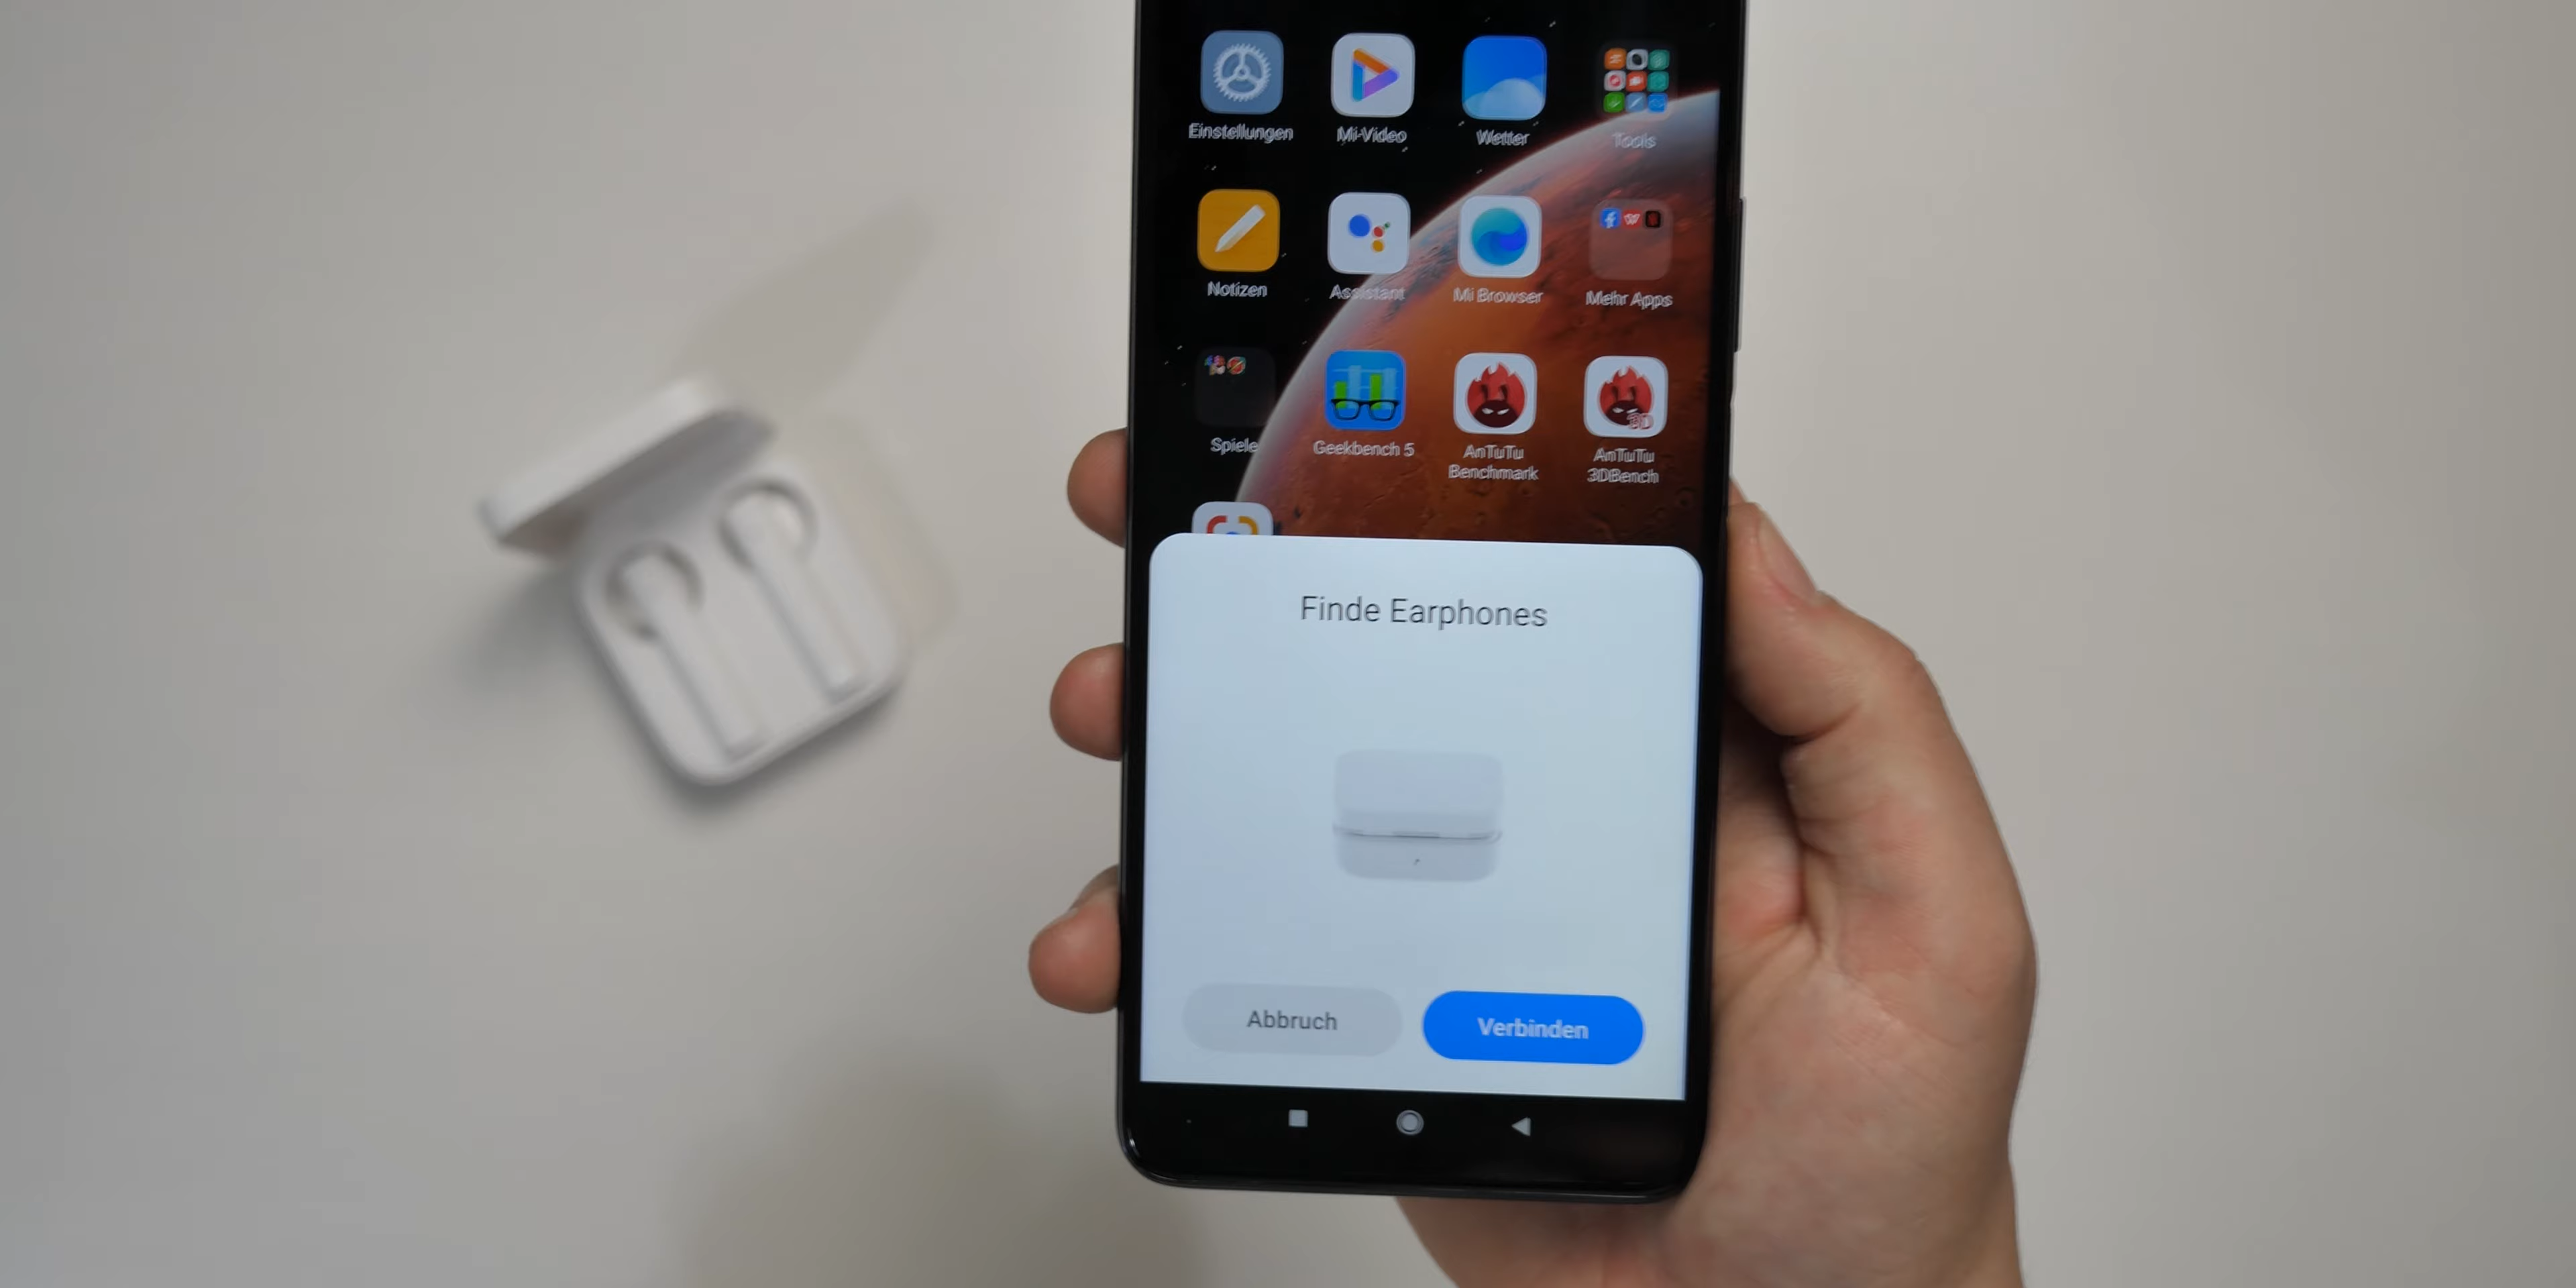 Einstellungen
Mi-Video
Wetter
Tools
Notizen
Assistant
Mi Browser
Mehr Apps
Spiele
Geekbench 5
AnTuTu
Benchmark
3D
AnTuTu
3DBench
Finde Earphones
Abbruch
Verbinden